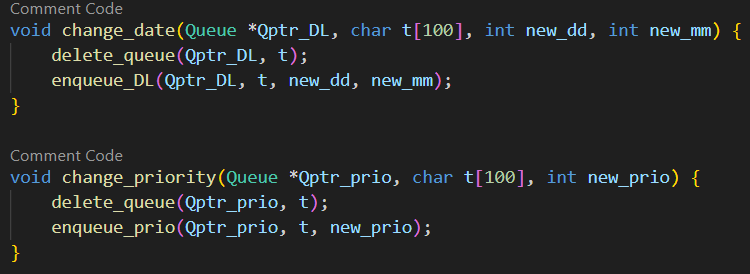 Comment Code
void change_date(Queue *Qptr_DL, char t[100], int new_dd, int new_mm) {
    delete_queue(Qptr_DL, t);
    enqueue_DL(Qptr_DL, t, new_dd, new_mm);
}
Comment Code
void change_priority(Queue *Qptr_prio, char t[100], int new_prio) {
    delete_queue(Qptr_prio, t);
    enqueue_prio(Qptr_prio, t, new_prio);
}